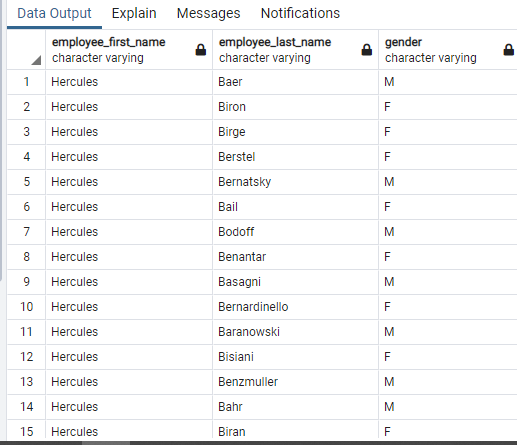 Data Output Explain Messages Notifications
employee_first_name employee_last_name gender
character varying character varying character varying
1 Hercules Baer M
2 Hercules Biron F
3 Hercules Birge F
4 Hercules Berstel F
5 Hercules Bernatsky M
6 Hercules Bail F
7 Hercules Bodoff M
8 Hercules Benantar F
9 Hercules Basagni M
10 Hercules Bernardinello F
11 Hercules Baranowski M
12 Hercules Bisiani F
13 Hercules Benzmuller M
14 Hercules Bahr M
15 Hercules Biran F